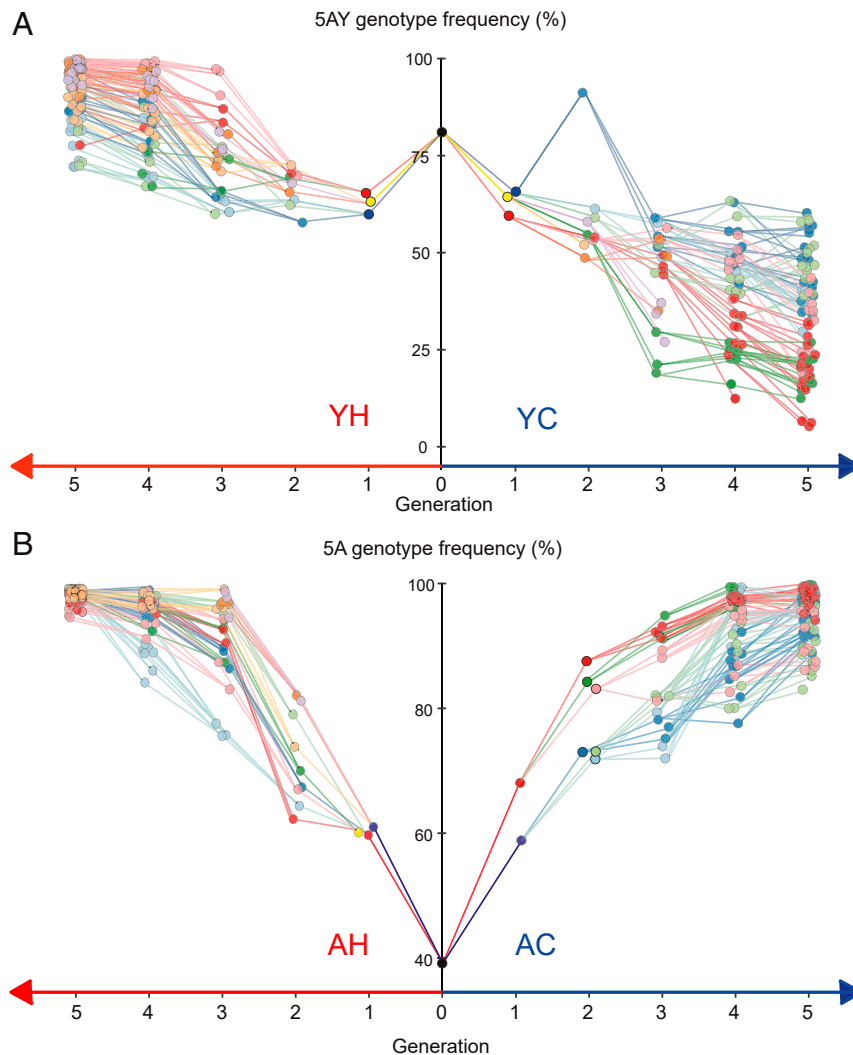 A
5AY genotype frequency (%)
100
75
50
25
0
YH
YC
5 4 3 2 1 0 1 2 3 4 5
Generation
B
5A genotype frequency (%)
100
80
60
40
AH
AC
5 4 3 2 1 0 1 2 3 4 5
Generation